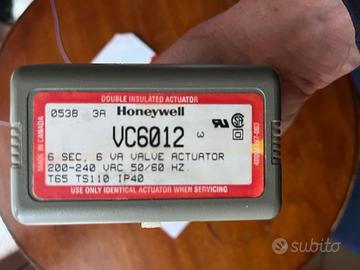 DOUBLE INSULATED ACTUATOR
0538 3A Honeywell
VC6012 ω
6 SEC, 6 VA VALVE ACTUATOR
200-240 VAC 50/60 HZ
T65 TS110 IP40
USE ONLY IDENTICAL ACTUATOR WHEN SERVICING
MADE IN CANADA
subito